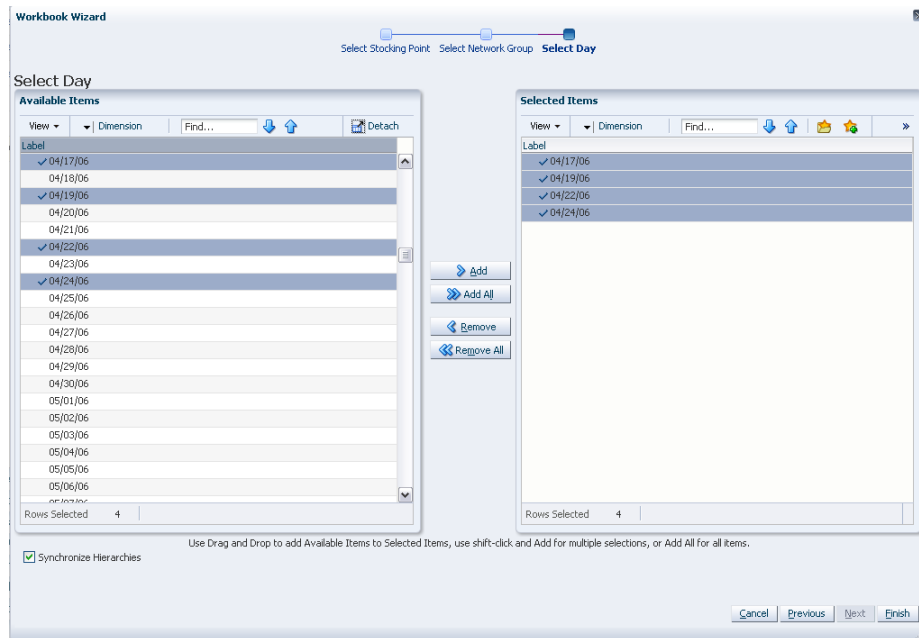 Workbook Wizard
Select Stocking Point Select Network Group Select Day
Select Day
Available Items
View Dimension Find... Detach
Label
04/17/06
04/18/06
04/19/06
04/20/06
04/21/06
04/22/06
04/23/06
04/24/06
04/25/06
04/26/06
04/27/06
04/28/06
04/29/06
04/30/06
05/01/06
05/02/06
05/03/06
05/04/06
05/05/06
05/06/06
05/07/06
Rows Selected 4
Add
Add All
Remove
Remove All
Selected Items
View Dimension Find... »
Label
04/17/06
04/19/06
04/22/06
04/24/06
Rows Selected 4
Use Drag and Drop to add Available Items to Selected Items, use shift-click and Add for multiple selections, or Add All for all items.
Synchronize Hierarchies
Cancel Previous Next Finish